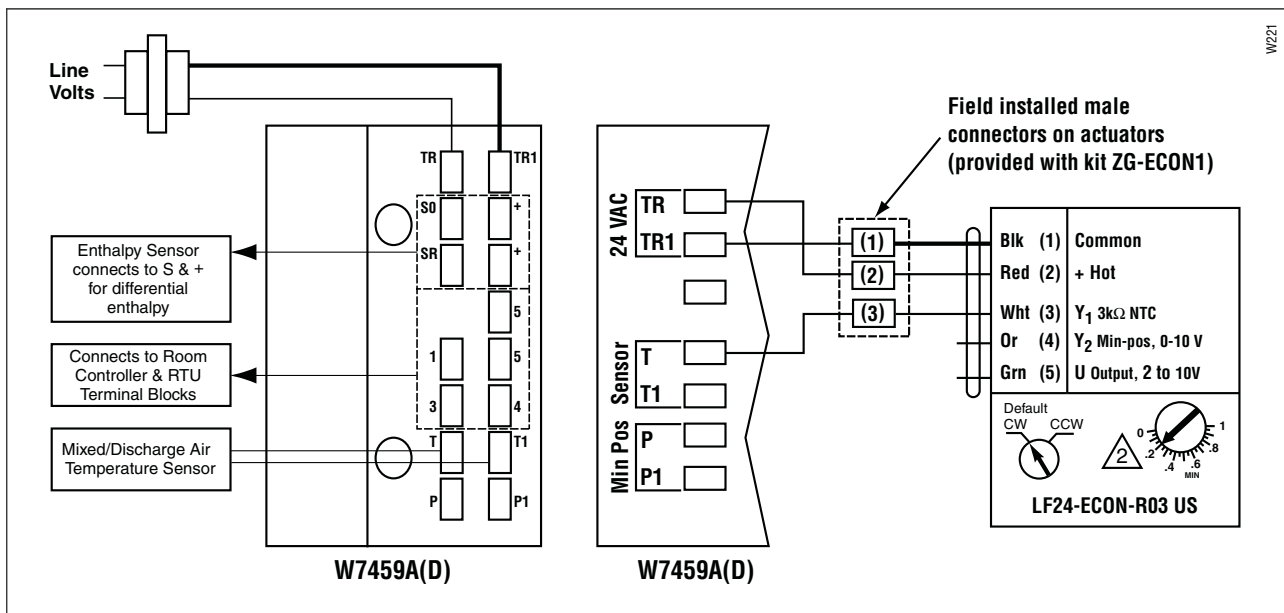 W221
Line
Volts
TR
TR1
S0
+
SR
+
5
1
5
3
4
T
T1
P
P1
Enthalpy Sensor
connects to S & +
for differential
enthalpy
Connects to Room
Controller & RTU
Terminal Blocks
Mixed/Discharge Air
Temperature Sensor
W7459A(D)
24 VAC
TR
TR1
Sensor
T
T1
Min Pos
P
P1
W7459A(D)
Field installed male
connectors on actuators
(provided with kit ZG-ECON1)
(1)
(2)
(3)
Blk (1) Common
Red (2) + Hot
Wht (3) Y1 3kΩ NTC
Or (4) Y2 Min-pos, 0-10 V
Grn (5) U Output, 2 to 10V
Default
CW
CCW
2
0
.2
.4
.6
.8
1
MIN
LF24-ECON-R03 US